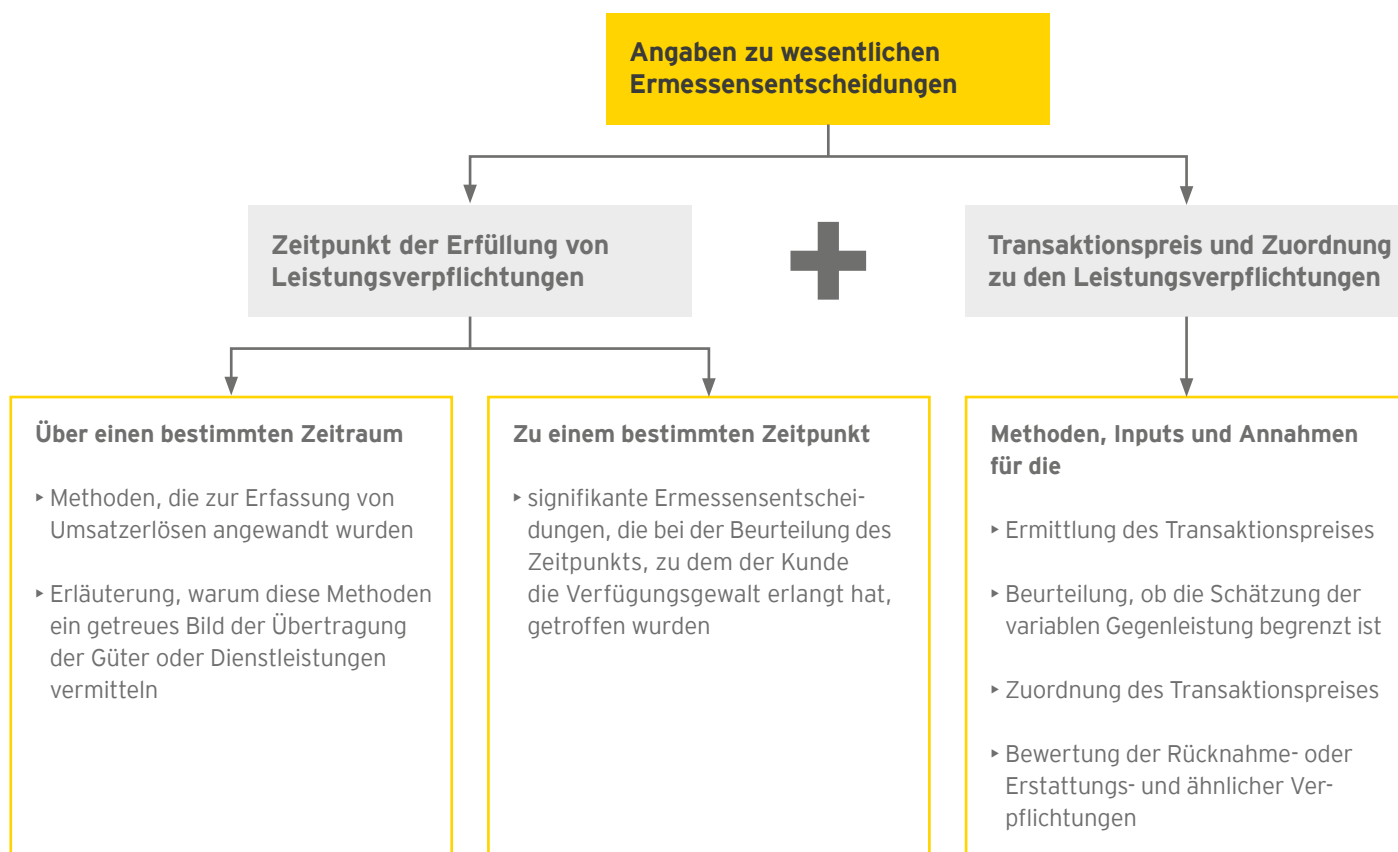 Angaben zu wesentlichen
Ermessensentscheidungen
Zeitpunkt der Erfüllung von
Leistungsverpflichtungen
Transaktionspreis und Zuordnung
zu den Leistungsverpflichtungen
Über einen bestimmten Zeitraum
▸ Methoden, die zur Erfassung von
Umsatzerlösen angewandt wurden
▸ Erläuterung, warum diese Methoden
ein getreues Bild der Übertragung
der Güter oder Dienstleistungen
vermitteln
Zu einem bestimmten Zeitpunkt
▸ signifikante Ermessensentschei-
dungen, die bei der Beurteilung des
Zeitpunkts, zu dem der Kunde
die Verfügungsgewalt erlangt hat,
getroffen wurden
Methoden, Inputs und Annahmen
für die
▸ Ermittlung des Transaktionspreises
▸ Beurteilung, ob die Schätzung der
variablen Gegenleistung begrenzt ist
▸ Zuordnung des Transaktionspreises
▸ Bewertung der Rücknahme- oder
Erstattungs- und ähnlicher Ver-
pflichtungen